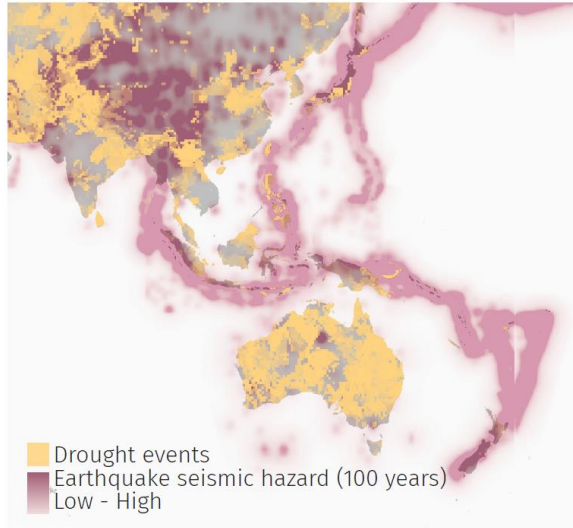 Drought events
Earthquake seismic hazard (100 years)
Low - High